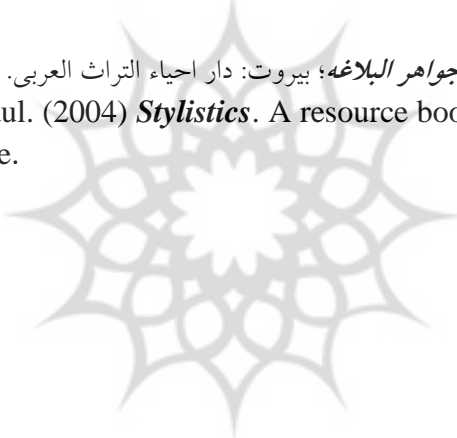 جواهر البلاغه؛ بیروت: دار احیاء التراث العربی.
ul. (2004) Stylistics. A resource boo
e.